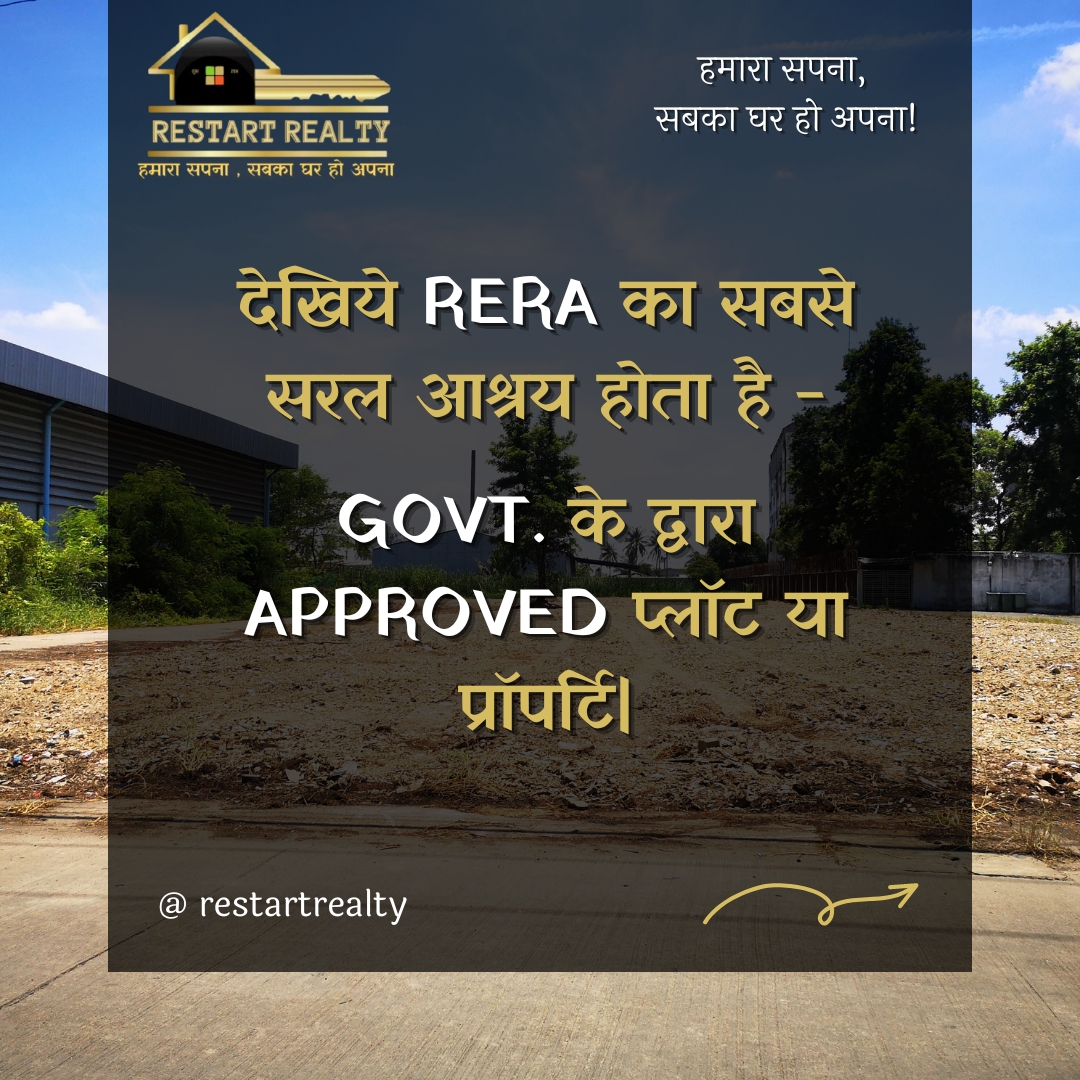 RESTART REALTY
हमारा सपना , सबका घर हो अपना
हमारा सपना,
सबका घर हो अपना!
देखिये RERA का सबसे
सरल आश्रय होता है -
GOVT. के द्वारा
APPROVED प्लॉट या
प्रॉपर्टि|
@ restartrealty